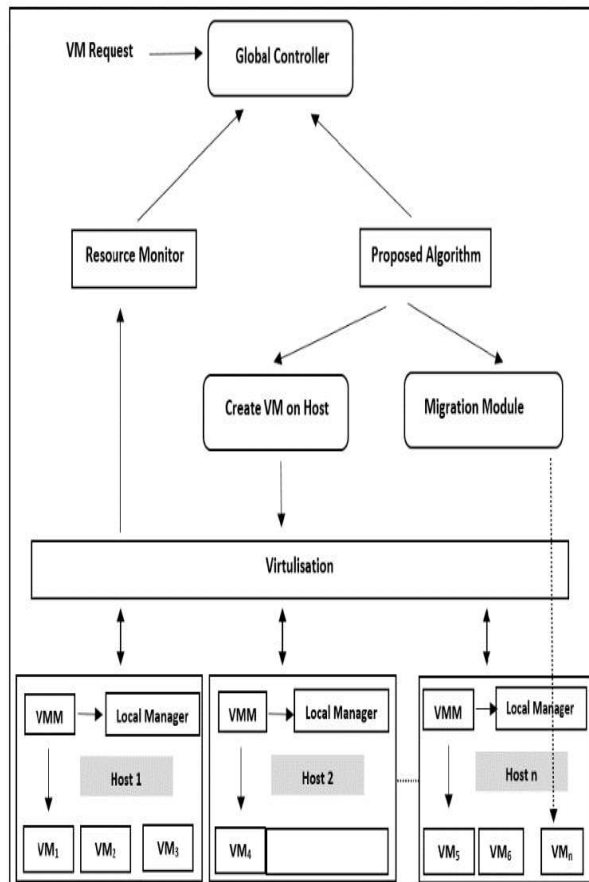 VM Request
Global Controller
Resource Monitor
Proposed Algorithm
Create VM on Host
Migration Module
Virtulisation
VMM
Local Manager
Host 1
VM₁
VM₂
VM₃
VMM
Local Manager
Host 2
VM₄
VMM
Local Manager
Host n
VM₅
VM₆
VMₙ